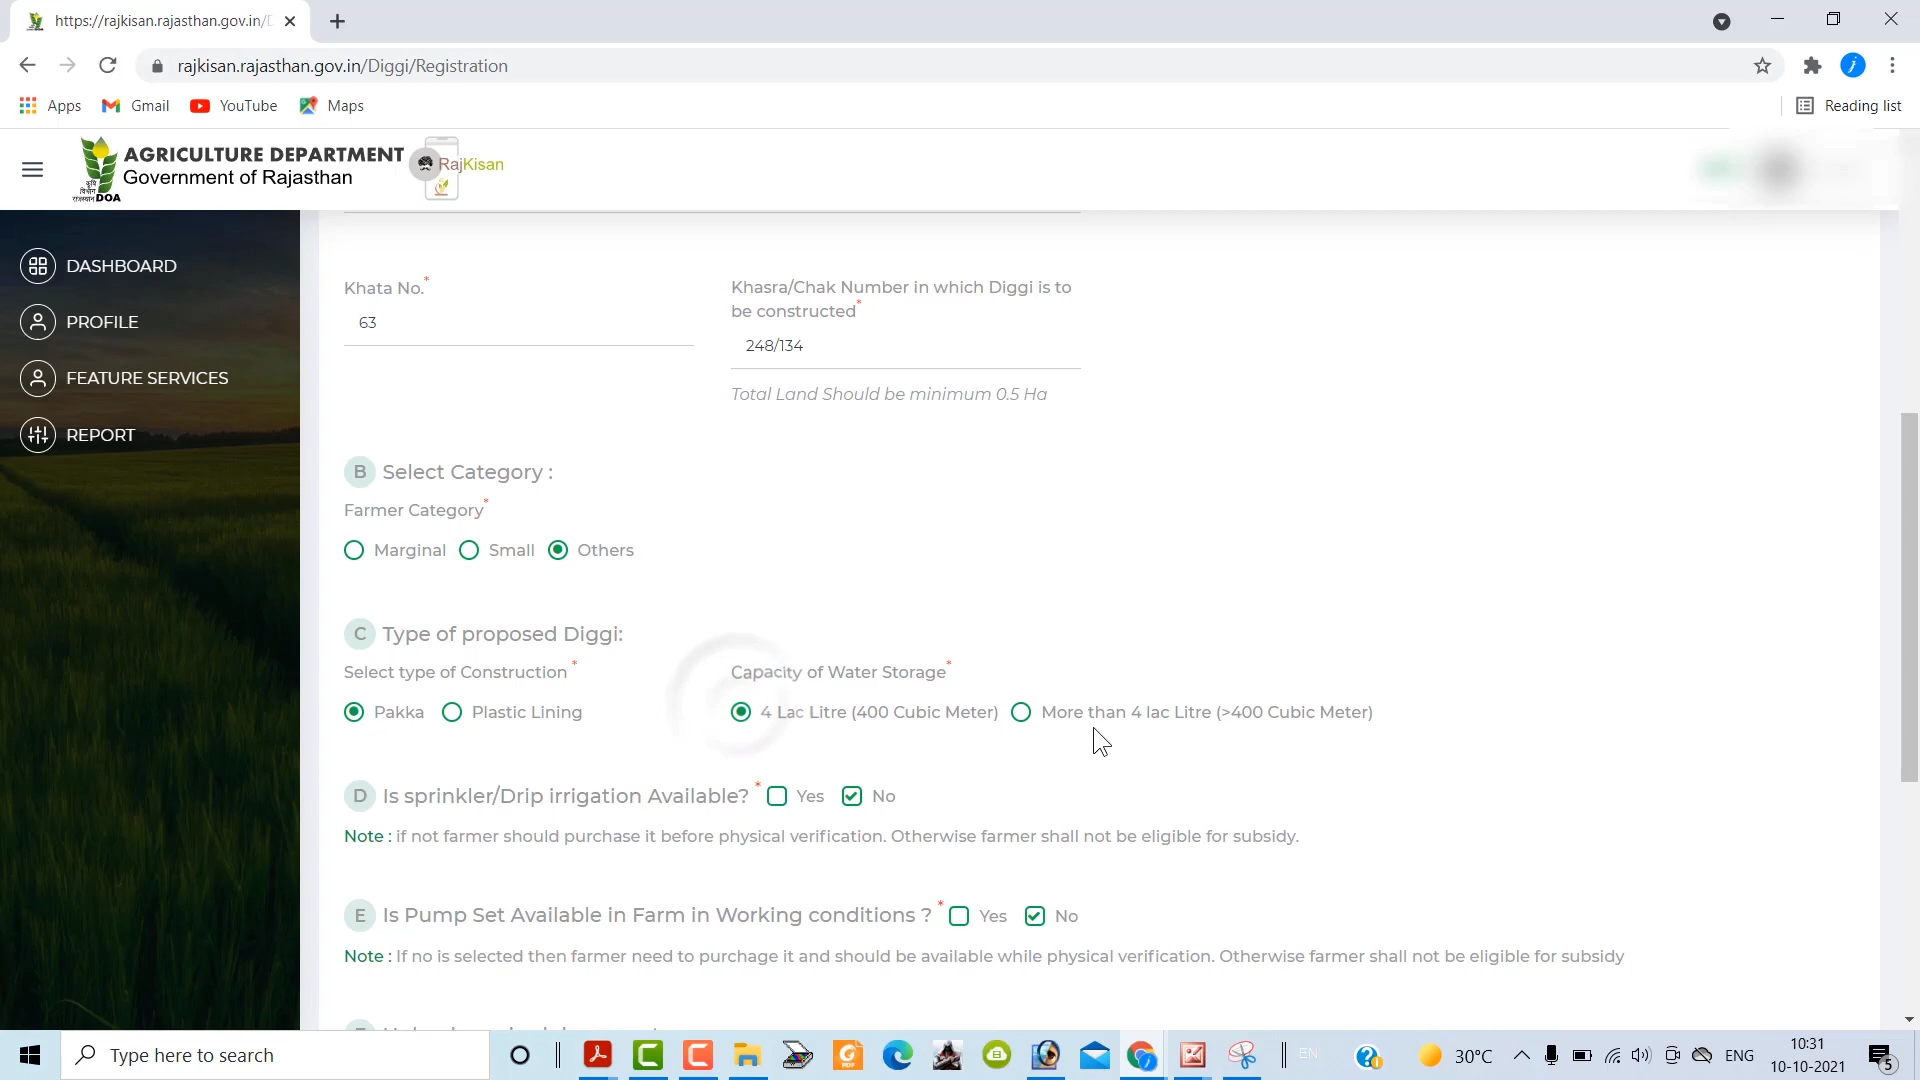 https://rajkisan.rajasthan.gov.in/D
rajkisan.rajasthan.gov.in/Diggi/Registration
Apps
Gmail
YouTube
Maps
Reading list
AGRICULTURE DEPARTMENT
Government of Rajasthan
कृषि
विभाग
राजस्थान DOA
RajKisan
DASHBOARD
PROFILE
FEATURE SERVICES
REPORT
Khata No.*
63
Khasra/Chak Number in which Diggi is to
be constructed*
248/134
Total Land Should be minimum 0.5 Ha
B Select Category :
Farmer Category*
Marginal Small Others
C Type of proposed Diggi:
Select type of Construction *
Pakka Plastic Lining
Capacity of Water Storage*
4 Lac Litre (400 Cubic Meter) More than 4 lac Litre (>400 Cubic Meter)
D Is sprinkler/Drip irrigation Available? * Yes No
Note : if not farmer should purchase it before physical verification. Otherwise farmer shall not be eligible for subsidy.
E Is Pump Set Available in Farm in Working conditions ? * Yes No
Note : If no is selected then farmer need to purchase it and should be available while physical verification. Otherwise farmer shall not be eligible for subsidy
Type here to search
EN
30°C
ENG
10:31
10-10-2021
5